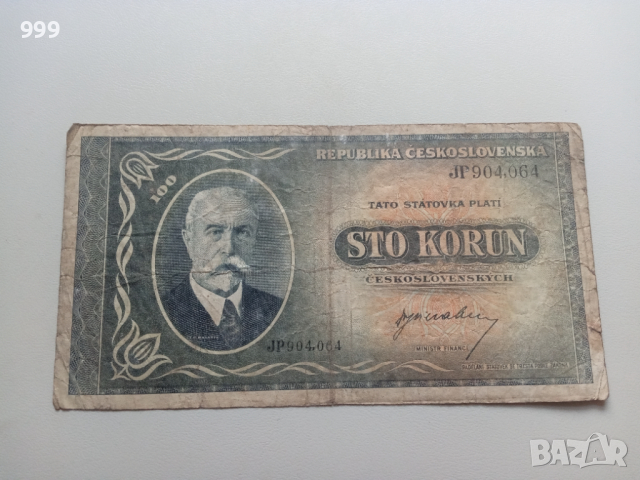 999
REPUBLIKA ČESKOSLOVENSKÁ
JP 904,064
TATO STÁTOVKA PLATÍ
STO KORUN
ČESKOSLOVENSKÝCH
100
JP 904,064
MINISTR FINANCÍ
BAZAR